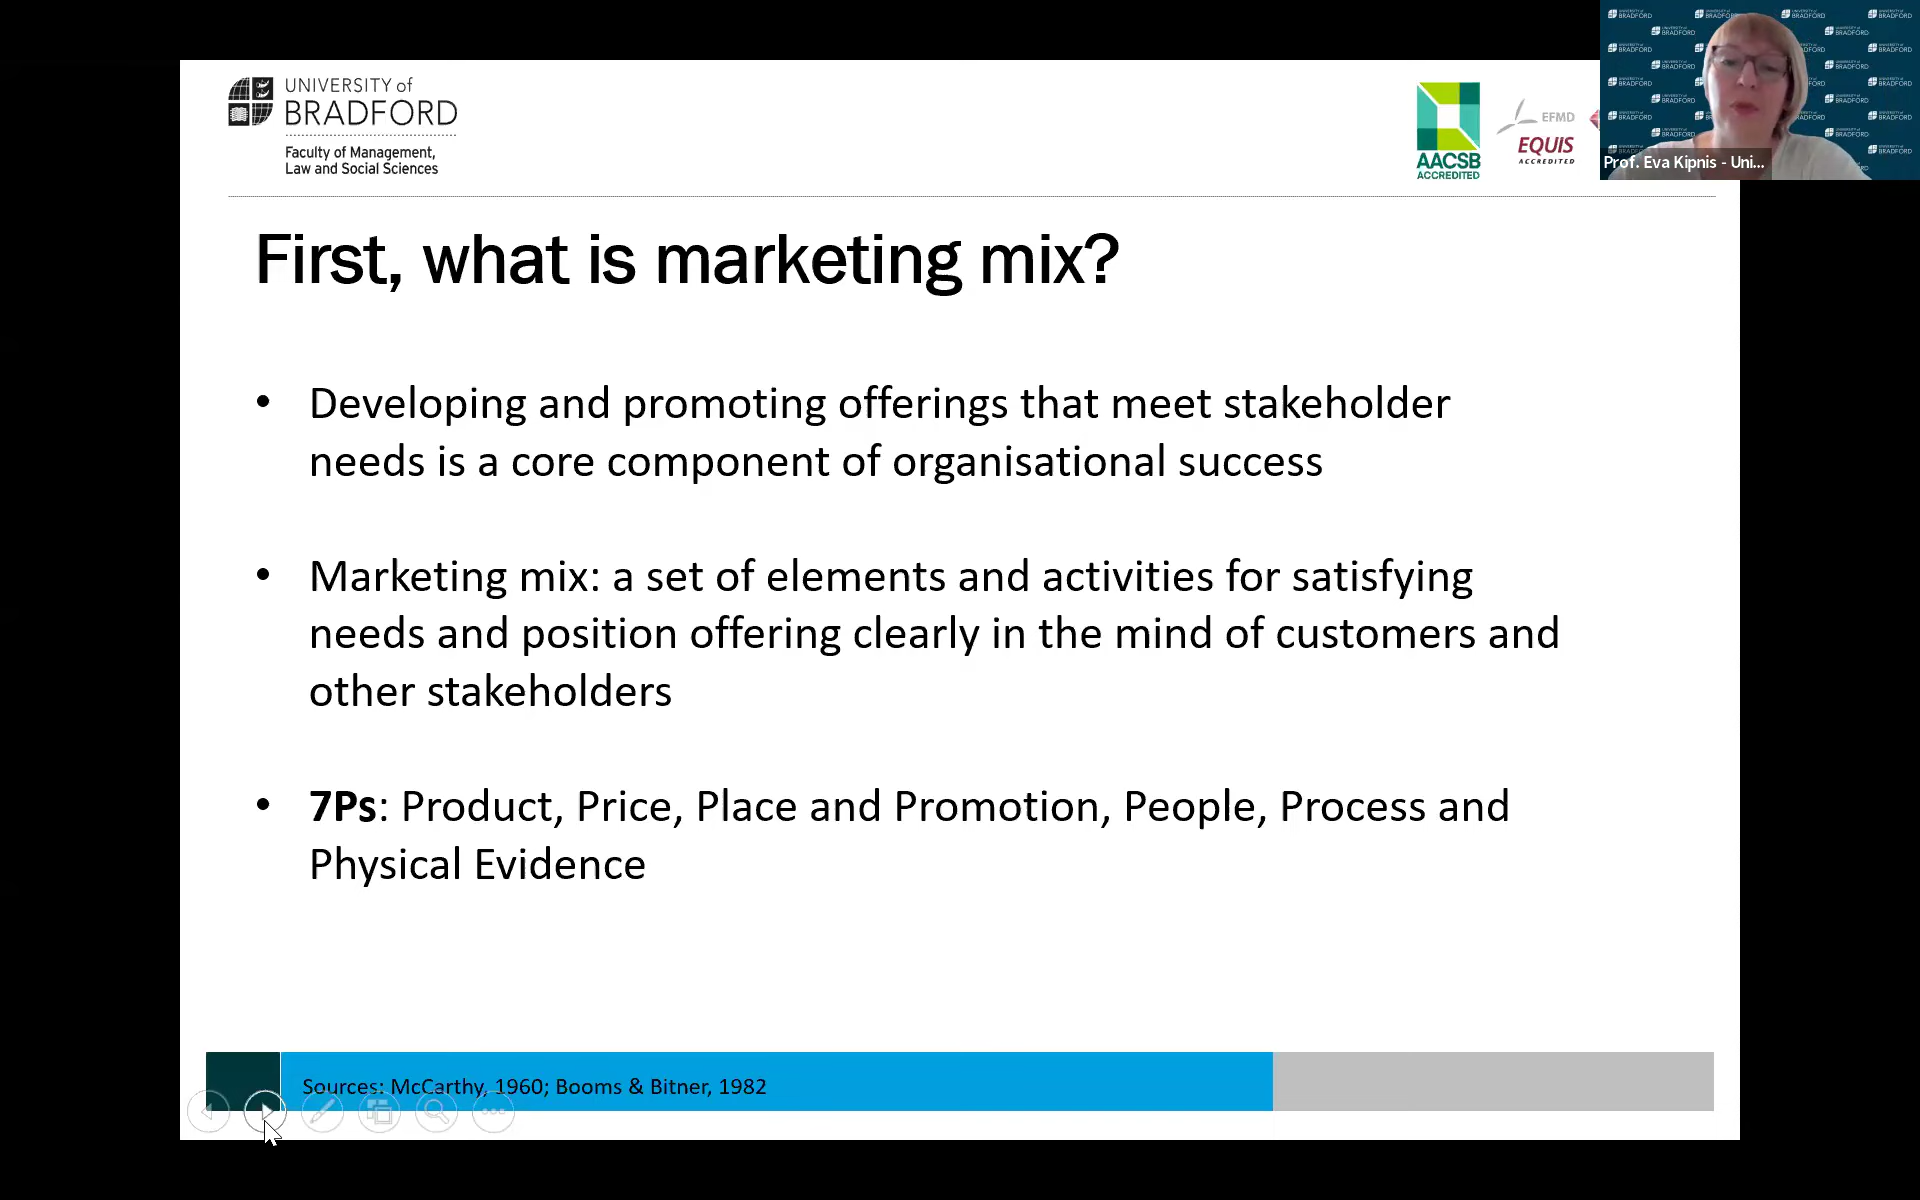 UNIVERSITY of
BRADFORD
Faculty of Management,
Law and Social Sciences
AACSB
ACCREDITED
EFMD
EQUIS
ACCREDITED
Prof. Eva Kipnis - Uni...
First, what is marketing mix?
• Developing and promoting offerings that meet stakeholder
needs is a core component of organisational success
• Marketing mix: a set of elements and activities for satisfying
needs and position offering clearly in the mind of customers and
other stakeholders
• 7Ps: Product, Price, Place and Promotion, People, Process and
Physical Evidence
Sources: McCarthy, 1960; Booms & Bitner, 1982